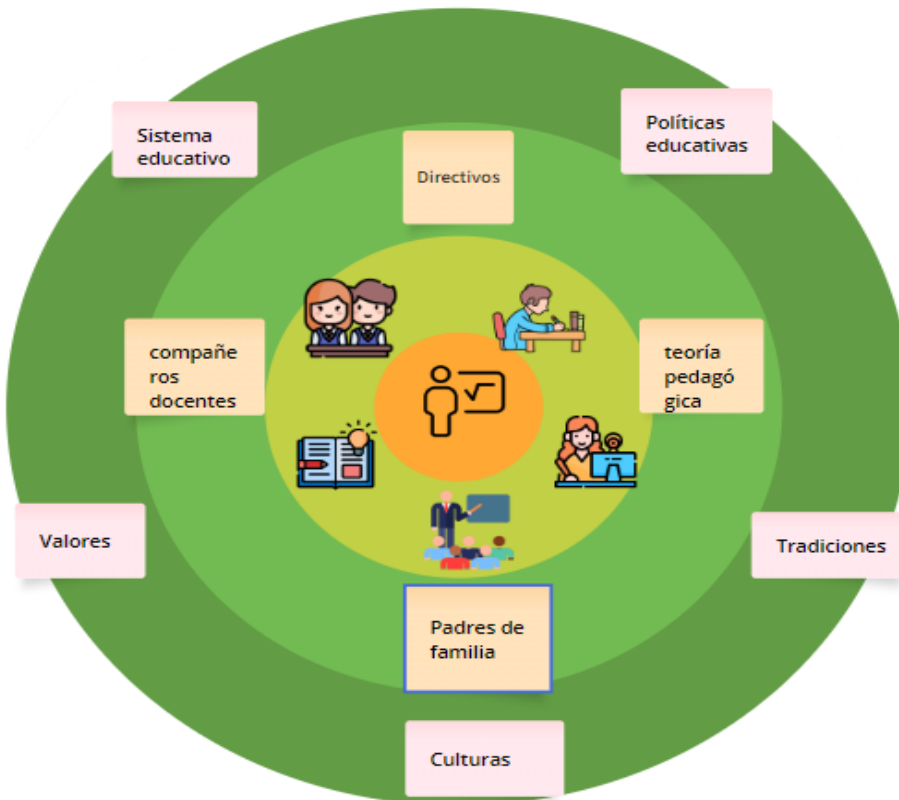 Sistema
educativo
Políticas
educativas
Directivos
compañe
ros
docentes
teoría
pedagó
gica
Valores
Tradiciones
Padres de
familia
Culturas